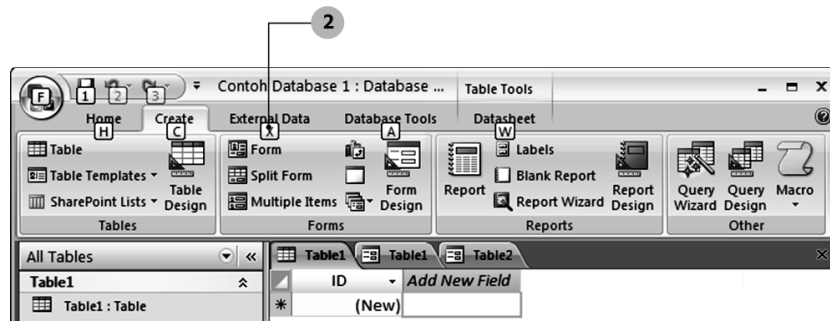 2
F 1 2 3 Contoh Database 1 : Database ... Table Tools
Home Create External Data Database Tools Datasheet
H C X A W
Table Form Labels
Table Templates Split Form Blank Report
SharePoint Lists Multiple Items Report Wizard
Table Design Form Design Report Report Design Query Wizard Query Design Macro
Tables Forms Reports Other
All Tables « Table1 Table1 Table2
Table1 ID Add New Field
Table1 : Table * (New)